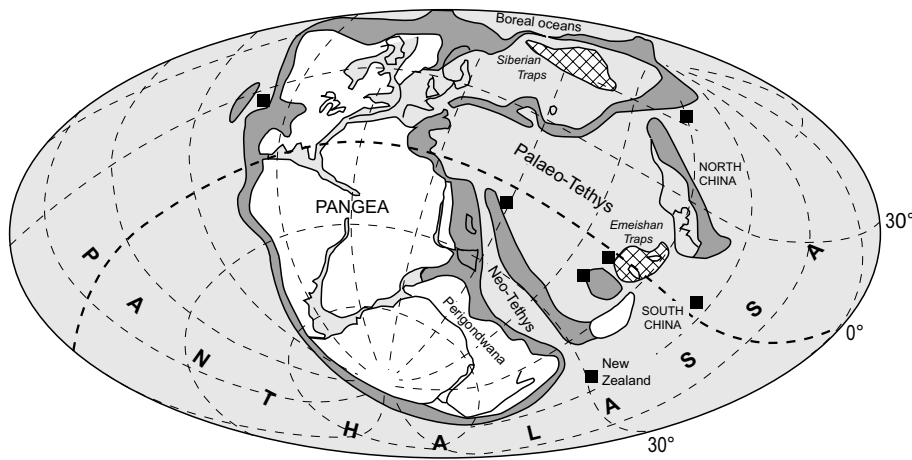 Boreal oceans
Siberian
Traps
NORTH
CHINA
Palaeo-Tethys
PANGEA
Emeishan
Traps
30°
Neo-Tethys
Perigondwana
SOUTH
CHINA
0°
New
Zealand
30°
PANTHALASSA